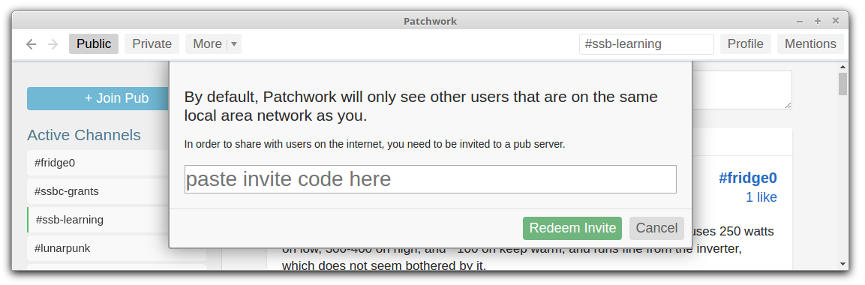 Patchwork
Public Private More #ssb-learning Profile Mentions
+ Join Pub
By default, Patchwork will only see other users that are on the same
local area network as you.
In order to share with users on the internet, you need to be invited to a pub server.
paste invite code here
Redeem Invite Cancel
Active Channels
#fridge0
#ssbc-grants
#ssb-learning
#lunarpunk
#fridge0
1 like
uses 250 watts
on low, 300-400 on high, and ~100 on keep warm, and runs fine from the inverter,
which does not seem bothered by it.